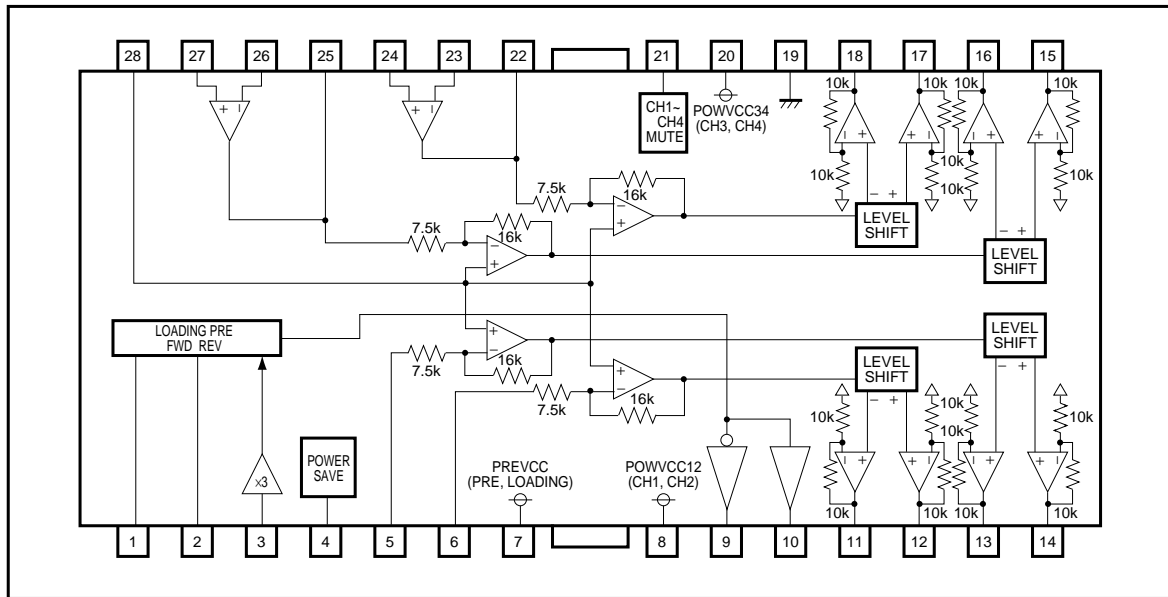 28 27 26 25 24 23 22 21 20 19 18 17 16 15
+ − + −
CH1~
CH4
MUTE
POWVCC34
(CH3, CH4)
10k 10k 10k 10k
− + + − − + + −
10k 10k 10k 10k
7.5k 16k
− +
− +
LEVEL
SHIFT
7.5k 16k
− +
− +
LEVEL
SHIFT
LOADING PRE
FWD REV
+ −
7.5k 16k
LEVEL
SHIFT
− +
+ −
7.5k 16k
LEVEL
SHIFT
− +
10k 10k 10k 10k
− + + − − + + −
10k 10k 10k 10k
×3
POWER
SAVE
PREVCC
(PRE, LOADING)
POWVCC12
(CH1, CH2)
1 2 3 4 5 6 7 8 9 10 11 12 13 14